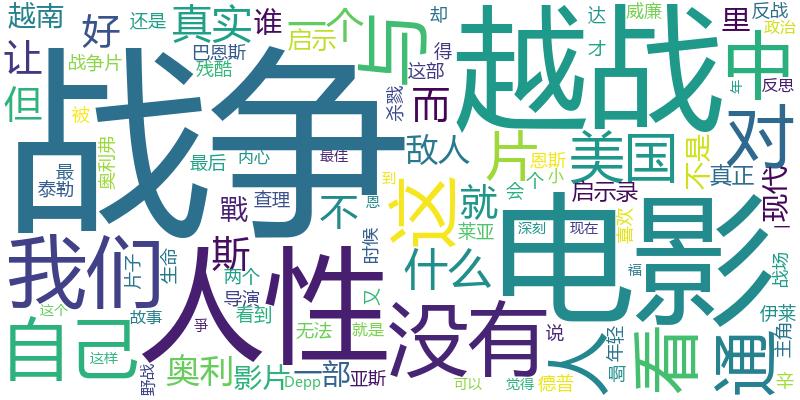 越南
好
还是
真实
谁
一个
与
却
达
威廉
里
反战
政治
让
战争片
巴恩斯
启示
残酷
得
这部
才
中
年
反思
但
战争
被
杀戮
而
越战
对
奥利弗
最后
内心
最佳
敌人
片
恩斯
美国
不是
真正
现代
最
泰勒
查理
恩
到
这
就
会
个
小
启示录
喜欢
戰
不
莱亚
深刻
现在
我们
片子
生命
斯
两个
导演
时候
什么
电影
战场
这个
故事
看到
又
福
伊莱
自己
这样
人性
爭
无法
就是
没有
说
人
年轻
看
通
主角
野战
奥利
影片
Depp
一部
亚斯
可以
觉得
德普
辛